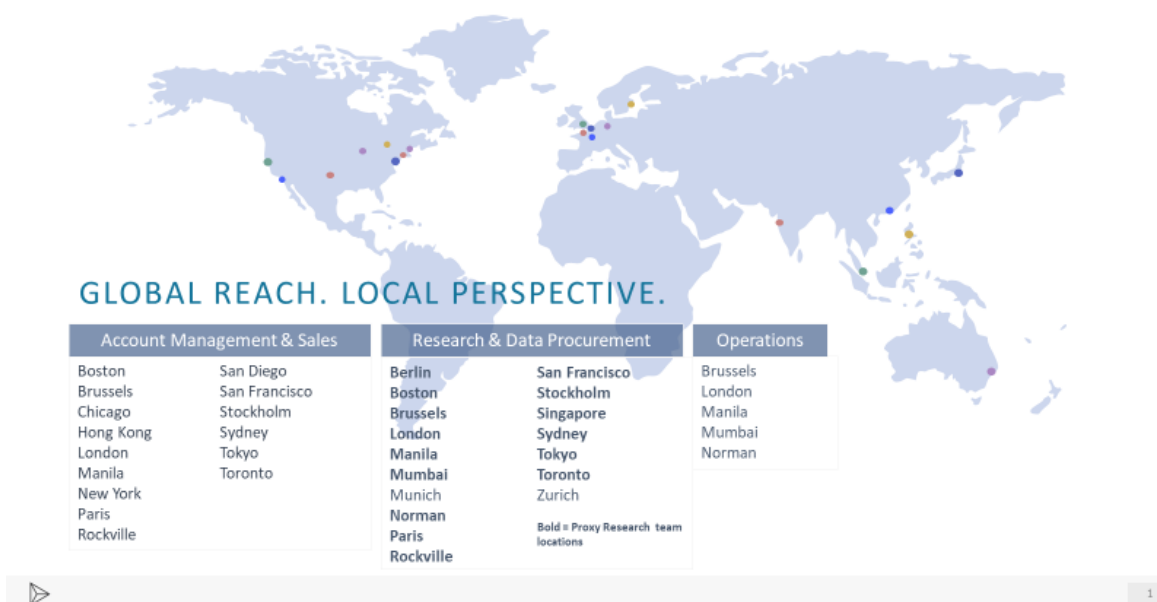 GLOBAL REACH. LOCAL PERSPECTIVE.
Account Management & Sales
Boston
Brussels
Chicago
Hong Kong
London
Manila
New York
Paris
Rockville
San Diego
San Francisco
Stockholm
Sydney
Tokyo
Toronto
Research & Data Procurement
Berlin
Boston
Brussels
London
Manila
Mumbai
Munich
Norman
Paris
Rockville
San Francisco
Stockholm
Singapore
Sydney
Tokyo
Toronto
Zurich
Bold = Proxy Research team
locations
Operations
Brussels
London
Manila
Mumbai
Norman
1